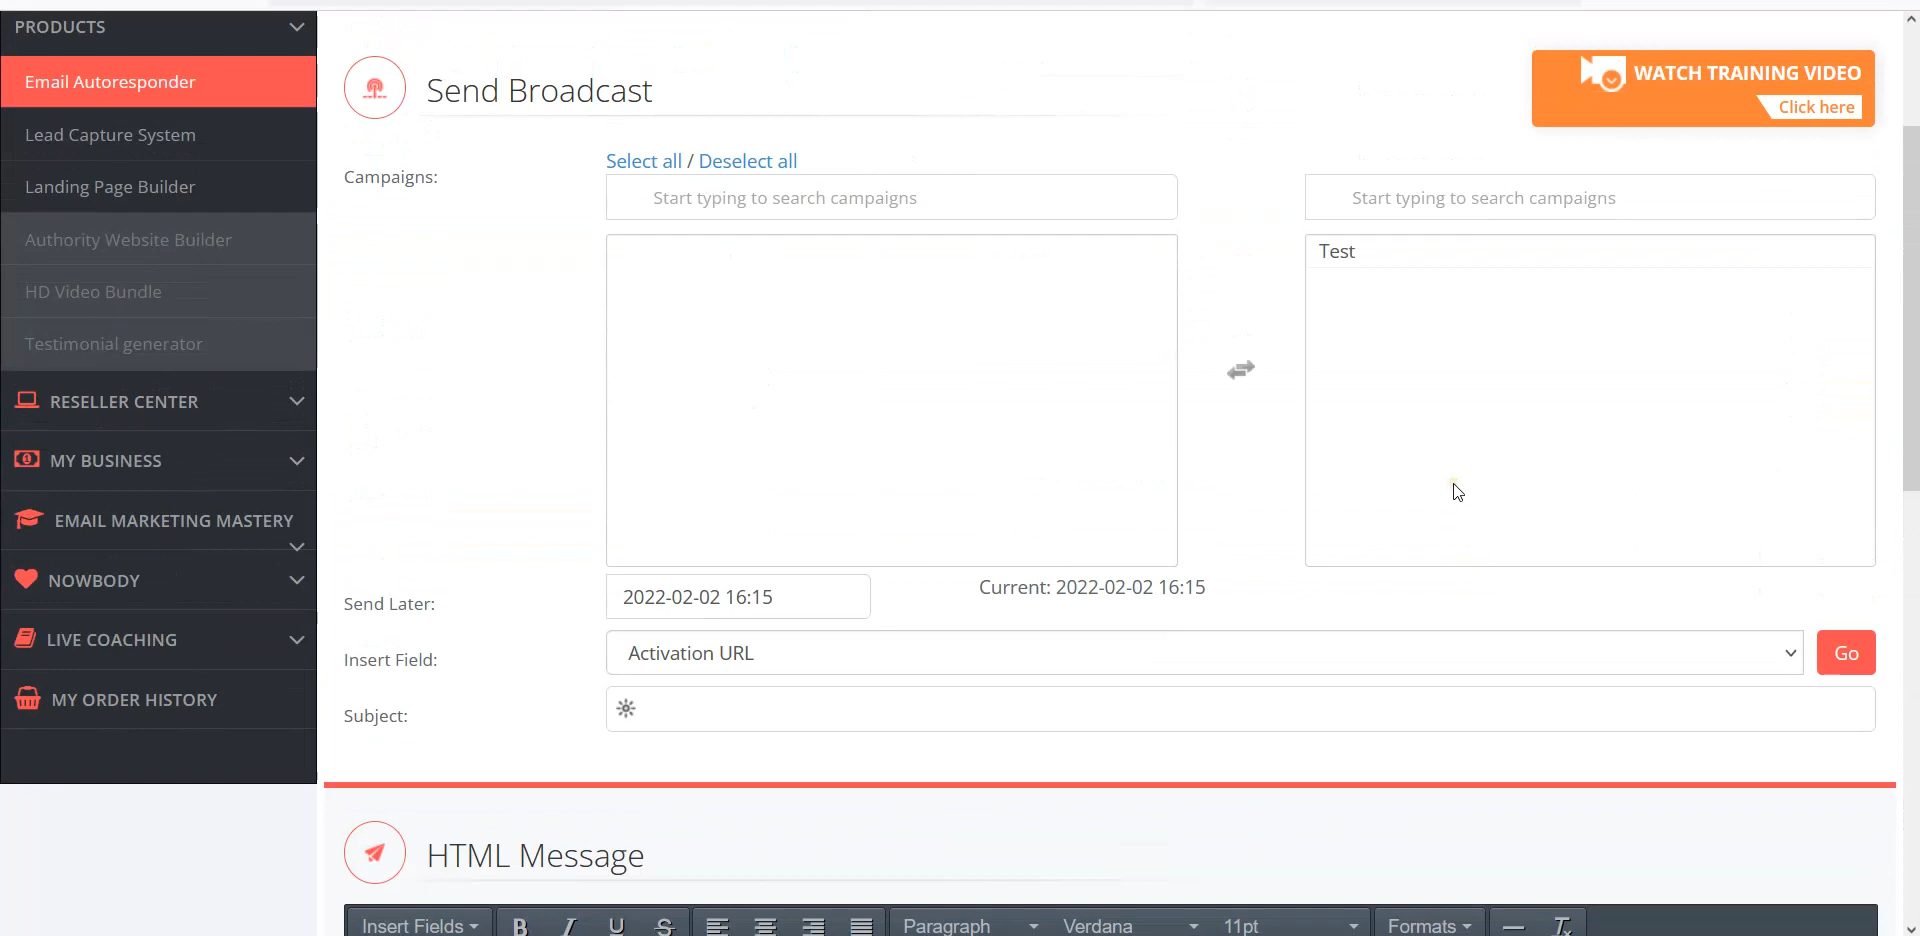 PRODUCTS
Email Autoresponder
Lead Capture System
Landing Page Builder
Authority Website Builder
HD Video Bundle
Testimonial generator
RESELLER CENTER
MY BUSINESS
EMAIL MARKETING MASTERY
NOWBODY
LIVE COACHING
MY ORDER HISTORY
Send Broadcast
WATCH TRAINING VIDEO
Click here
Campaigns:
Select all / Deselect all
Start typing to search campaigns
Start typing to search campaigns
Test
Send Later:
2022-02-02 16:15
Current: 2022-02-02 16:15
Insert Field:
Activation URL
Go
Subject:
HTML Message
Insert Fields B I U S Paragraph Verdana 11pt Formats